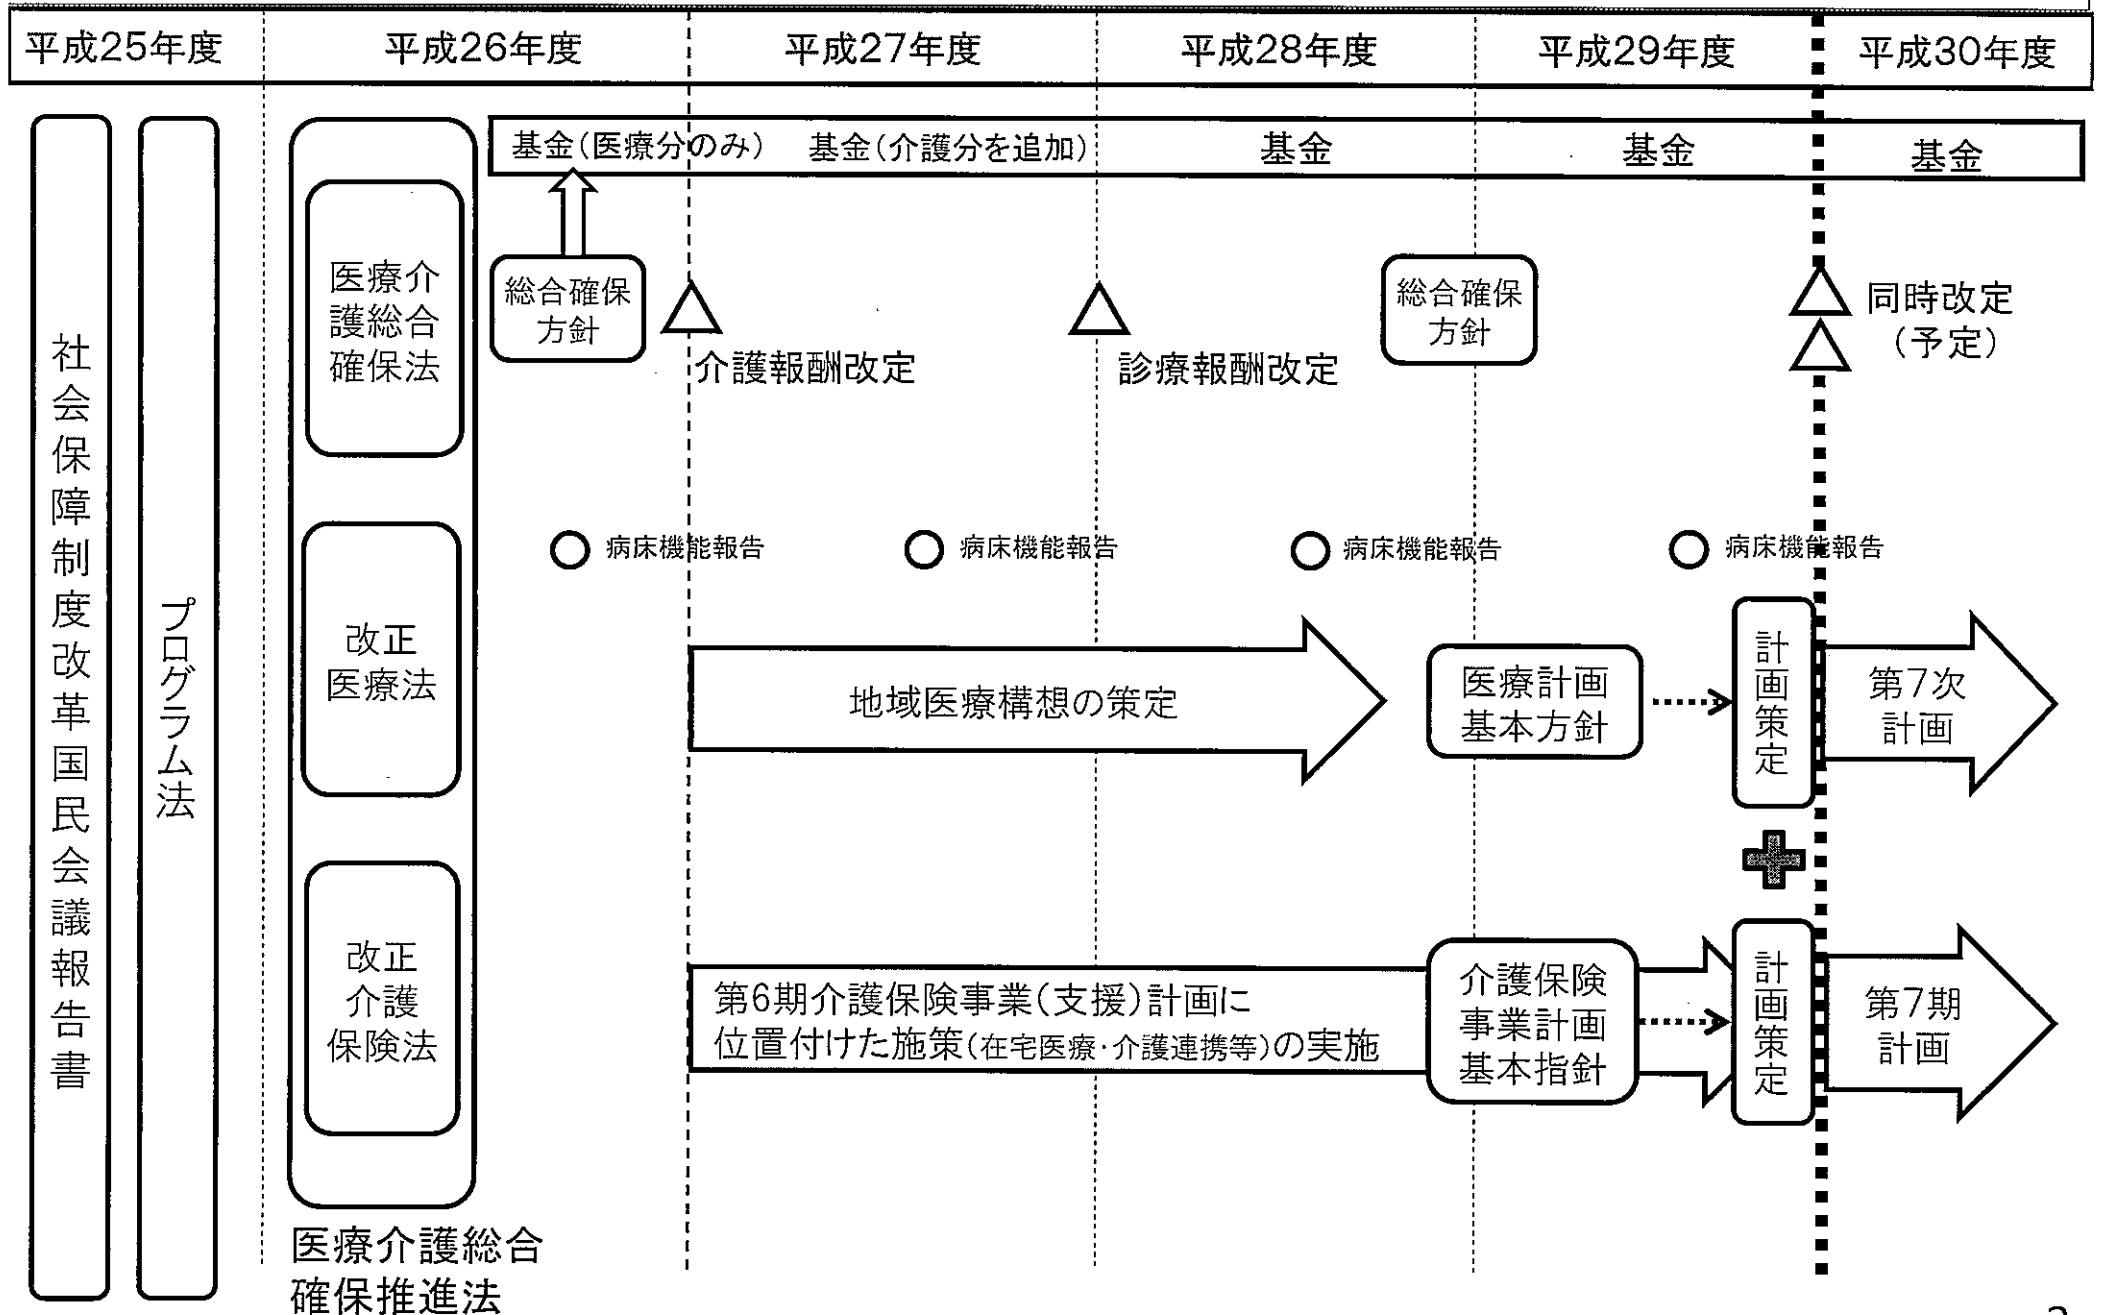 平成25年度
平成26年度
平成27年度
平成28年度
平成29年度
平成30年度
社会保障制度改革国民会議報告書
プログラム法
基金(医療分のみ)
基金(介護分を追加)
基金
基金
基金
医療介
護総合
確保法
総合確保
方針
介護報酬改定
診療報酬改定
総合確保
方針
同時改定
(予定)
病床機能報告
病床機能報告
病床機能報告
病床機能報告
改正
医療法
地域医療構想の策定
医療計画
基本方針
計画策定
第7次
計画
改正
介護
保険法
第6期介護保険事業(支援)計画に
位置付けた施策(在宅医療・介護連携等)の実施
介護保険
事業計画
基本指針
計画策定
第7期
計画
医療介護総合
確保推進法